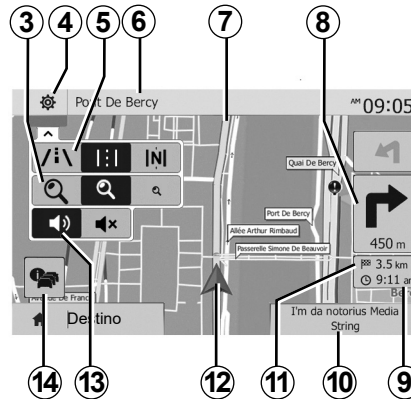 3 4 5 6 7 8
Port De Bercy
AM 09:05
N
Quai De Bercy
Port De Bercy
Allée Arthur Rimbaud
Passerelle Simone De Beauvoir
450 m
3.5 km
9:11 am
Destino
I'm da notorius Media
String
14 13 12 11 10 9